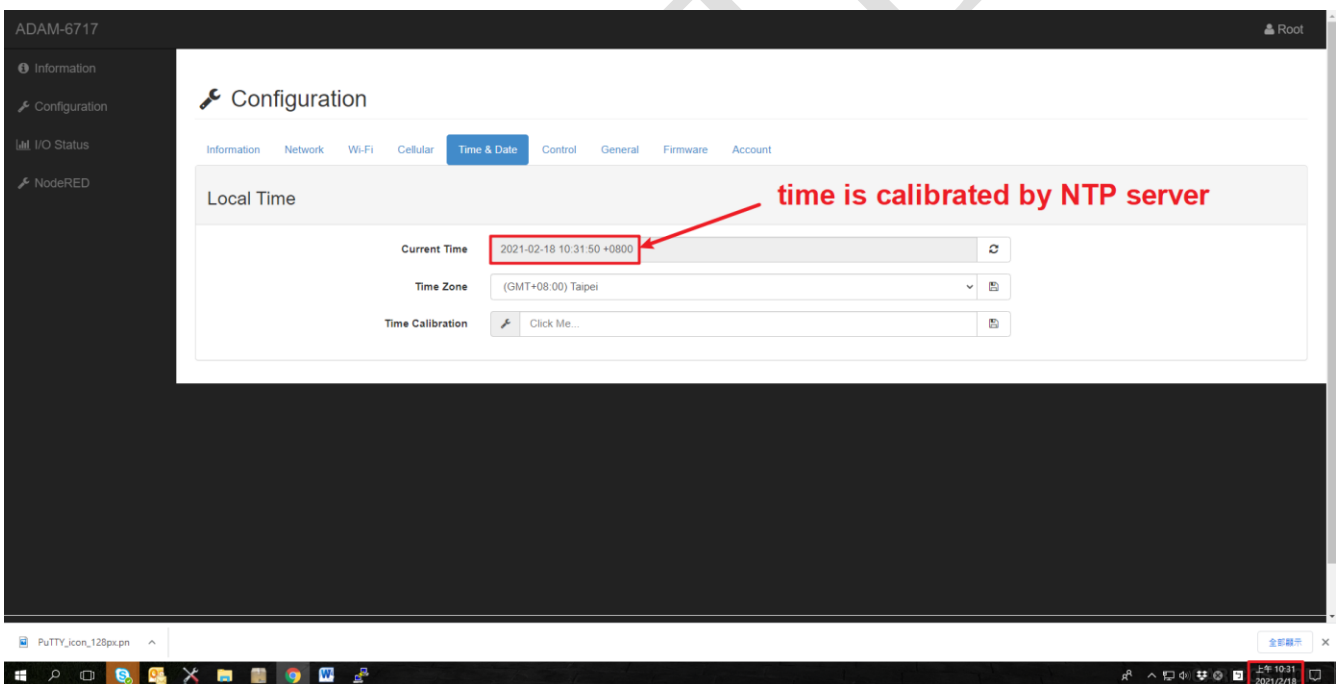 ADAM-6717
Root
Information
Configuration
I/O Status
NodeRED
Configuration
Information Network Wi-Fi Cellular Time & Date Control General Firmware Account
Local Time
time is calibrated by NTP server
Current Time 2021-02-18 10:31:50 +0800
Time Zone (GMT+08:00) Taipei
Time Calibration Click Me...
PuTTY_icon_128px.pn
全部顯示
上午 10:31
2021/2/18